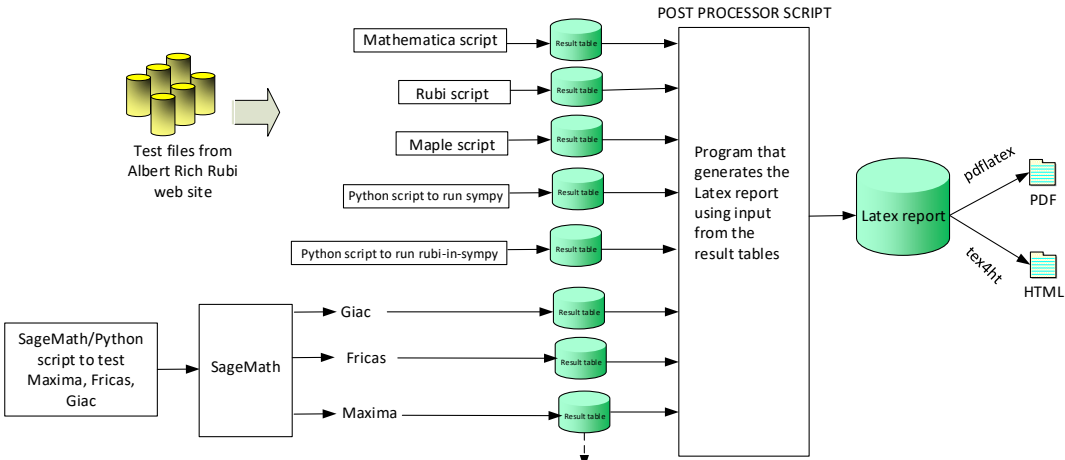 POST PROCESSOR SCRIPT
Mathematica script
Result table
Rubi script
Result table
Maple script
Result table
Python script to run sympy
Result table
Python script to run rubi-in-sympy
Result table
Test files from
Albert Rich Rubi
web site
SageMath/Python
script to test
Maxima, Fricas,
Giac
SageMath
Giac
Result table
Fricas
Result table
Maxima
Result table
Program that
generates the
Latex report
using input
from the
result tables
Latex report
pdflatex
PDF
tex4ht
HTML